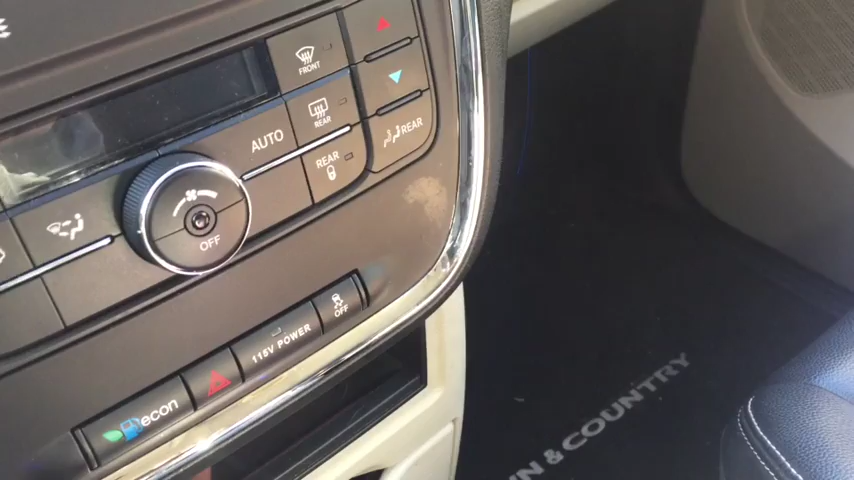 FRONT
REAR
AUTO
REAR
REAR
OFF
OFF
115V POWER
econ
& COUNTRY